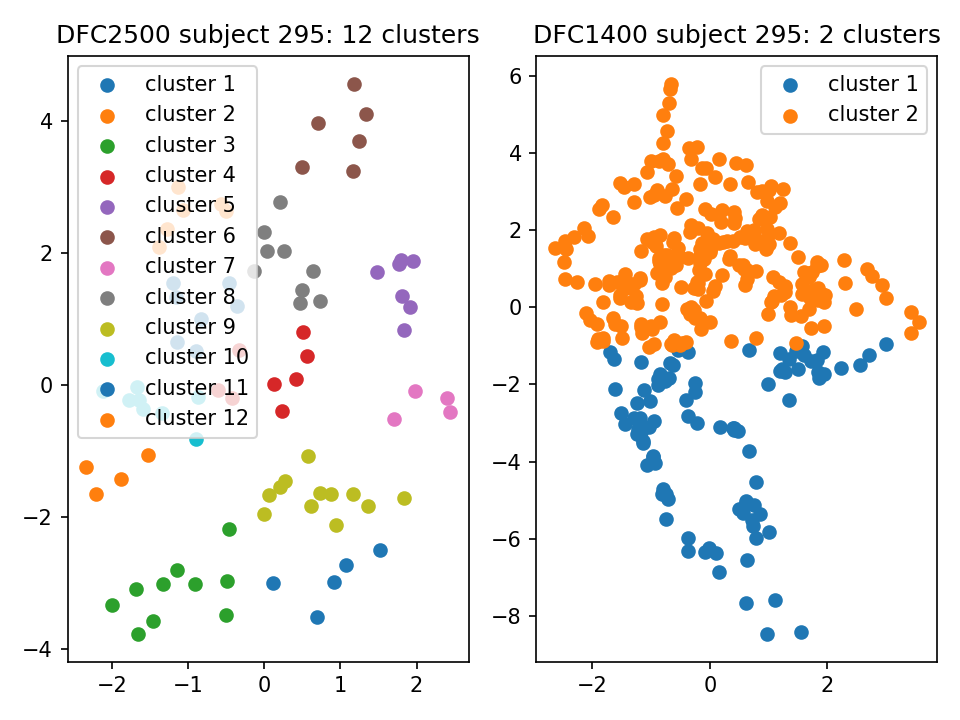 DFC2500 subject 295: 12 clusters
4
2
0
−2
−4
−2
−1
0
1
2
cluster 1
cluster 2
cluster 3
cluster 4
cluster 5
cluster 6
cluster 7
cluster 8
cluster 9
cluster 10
cluster 11
cluster 12
DFC1400 subject 295: 2 clusters
6
4
2
0
−2
−4
−6
−8
−2
0
2
cluster 1
cluster 2